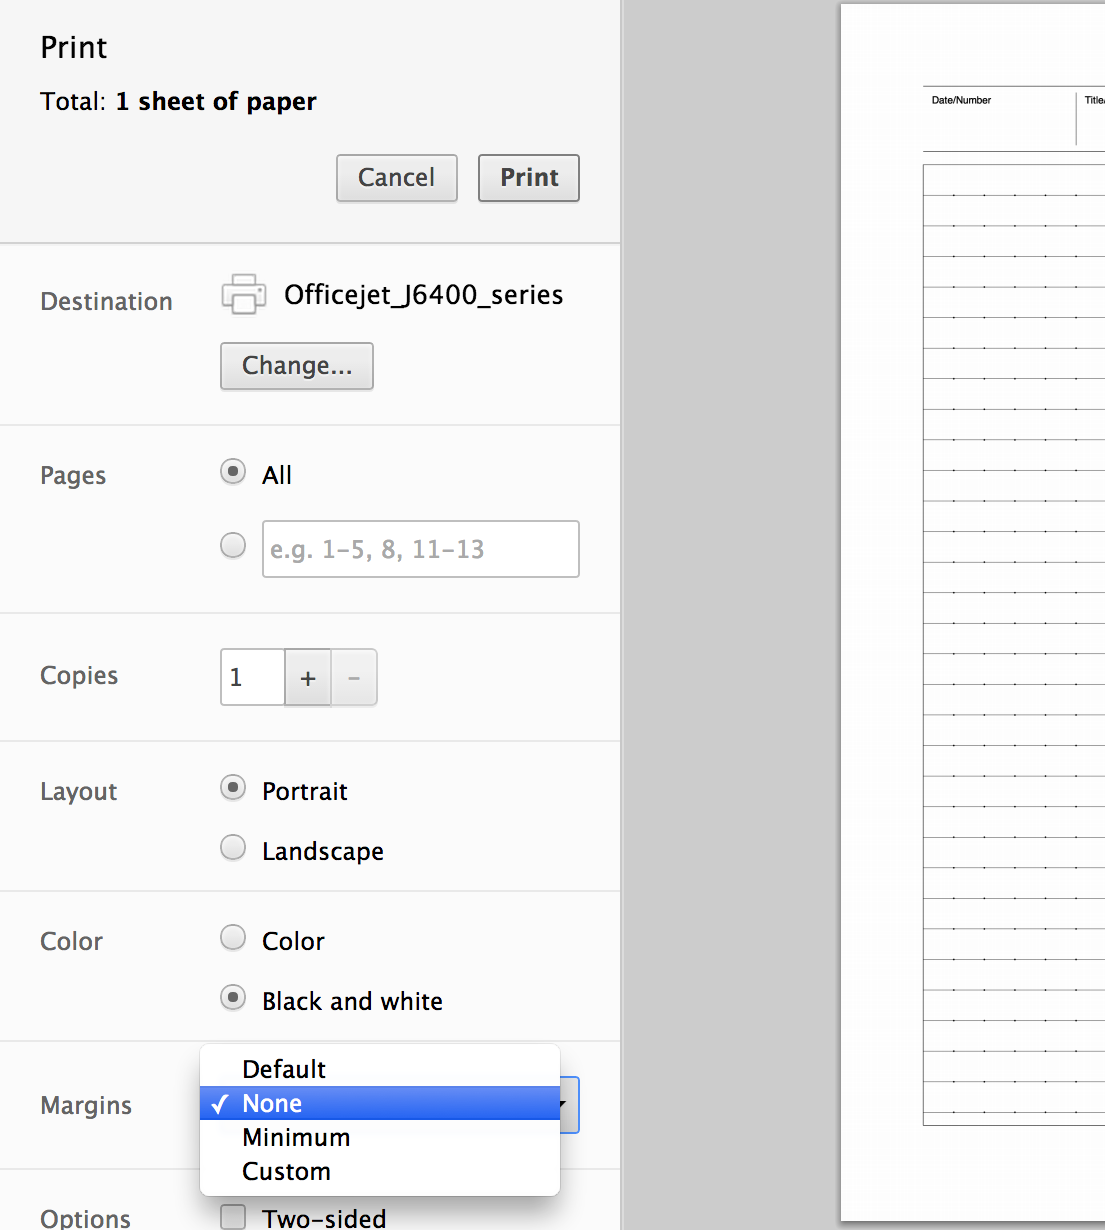 Print
Total: 1 sheet of paper
Cancel
Print
Destination
Officejet_J6400_series
Change...
Pages
All
e.g. 1-5, 8, 11-13
Copies
1
+
-
Layout
Portrait
Landscape
Color
Color
Black and white
Margins
Default
✓ None
Minimum
Custom
Options
Two-sided
Date/Number
Title/